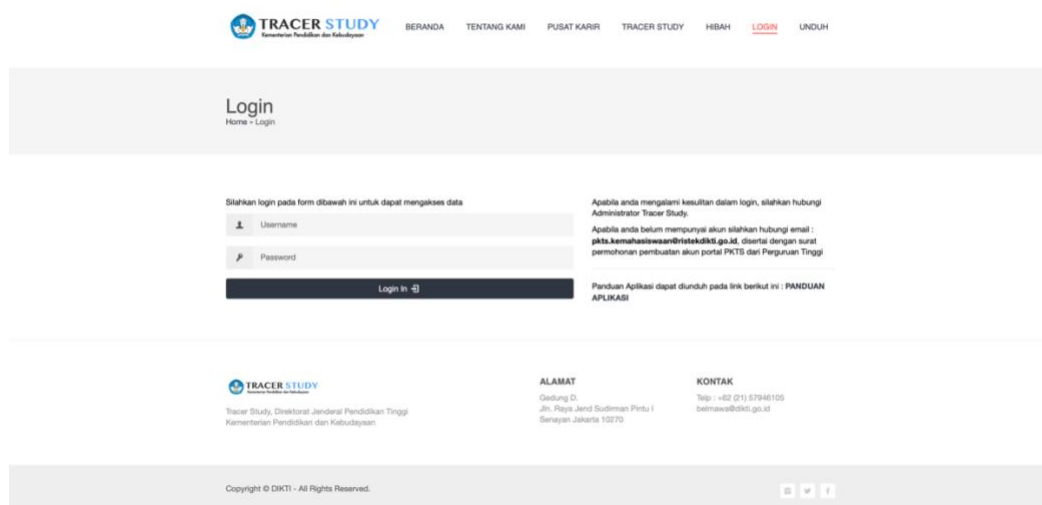 TRACER STUDY
Kementerian Pendidikan dan Kebudayaan
BERANDA TENTANG KAMI PUSAT KARIR TRACER STUDY HIBAH LOGIN UNDUH
Login
Home » Login
Silahkan login pada form dibawah ini untuk dapat mengakses data
Username
Password
Login In
Apabila anda mengalami kesulitan dalam login, silahkan hubungi
Administrator Tracer Study.
Apabila anda belum mempunyai akun silahkan hubungi email :
pkts.kemahasiswaan@ristekdikti.go.id, disertai dengan surat
permohonan pembuatan akun portal PKTS dari Perguruan Tinggi
Panduan Aplikasi dapat diunduh pada link berikut ini : PANDUAN
APLIKASI
TRACER STUDY
Kementerian Pendidikan dan Kebudayaan
Tracer Study, Direktorat Jenderal Pendidikan Tinggi
Kementerian Pendidikan dan Kebudayaan
ALAMAT
Gedung D.
Jln. Raya Jend Sudirman Pintu I
Senayan Jakarta 10270
KONTAK
Telp : +62 (21) 57946105
belmawa@dikti.go.id
Copyright © DIKTI - All Rights Reserved.